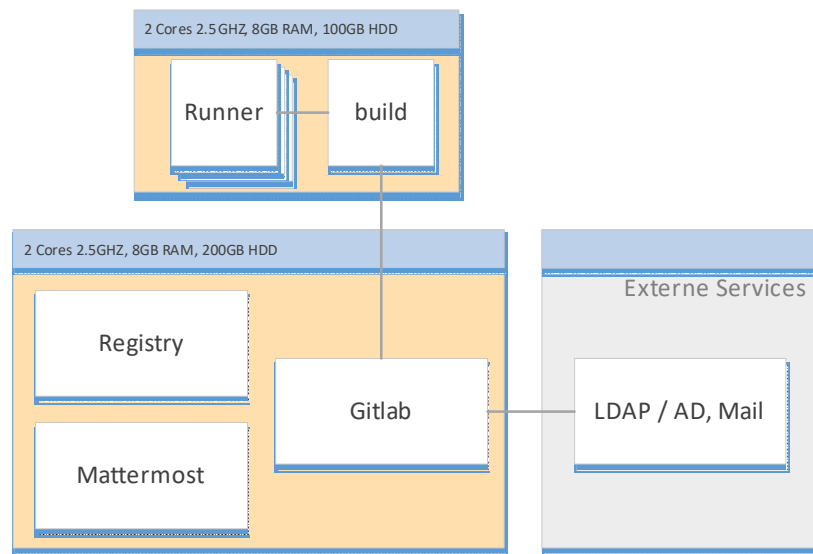 2 Cores 2.5GHZ, 8GB RAM, 100GB HDD
Runner
build
2 Cores 2.5GHZ, 8GB RAM, 200GB HDD
Externe Services
Registry
Gitlab
LDAP / AD, Mail
Mattermost